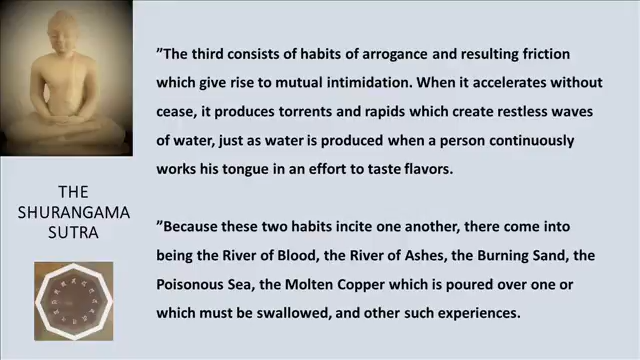 ”The third consists of habits of arrogance and resulting friction
which give rise to mutual intimidation. When it accelerates without
cease, it produces torrents and rapids which create restless waves
of water, just as water is produced when a person continuously
works his tongue in an effort to taste flavors.
”Because these two habits incite one another, there come into
being the River of Blood, the River of Ashes, the Burning Sand, the
Poisonous Sea, the Molten Copper which is poured over one or
which must be swallowed, and other such experiences.
THE
SHURANGAMA
SUTRA